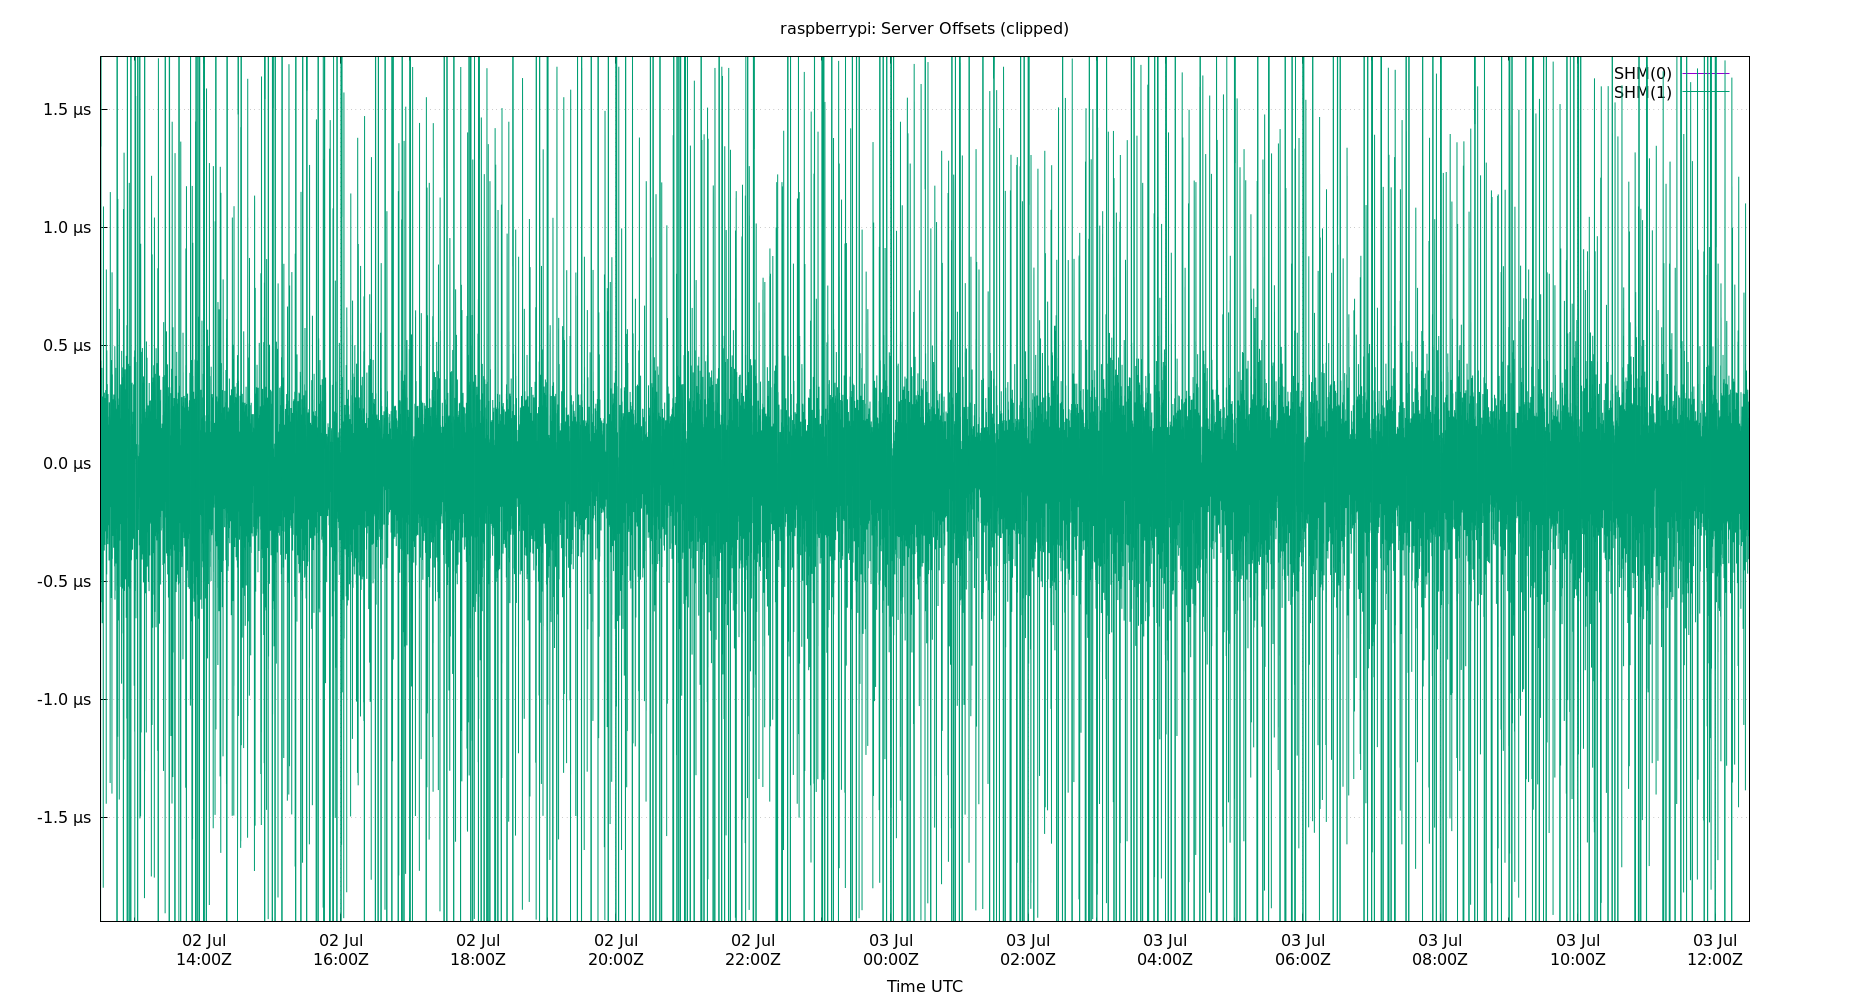 raspberrypi: Server Offsets (clipped)
SHM(0)
SHM(1)
1.5 µs
1.0 µs
0.5 µs
0.0 µs
-0.5 µs
-1.0 µs
-1.5 µs
02 Jul 02 Jul 02 Jul 02 Jul 02 Jul 03 Jul 03 Jul 03 Jul 03 Jul 03 Jul 03 Jul 03 Jul
14:00Z 16:00Z 18:00Z 20:00Z 22:00Z 00:00Z 02:00Z 04:00Z 06:00Z 08:00Z 10:00Z 12:00Z
Time UTC